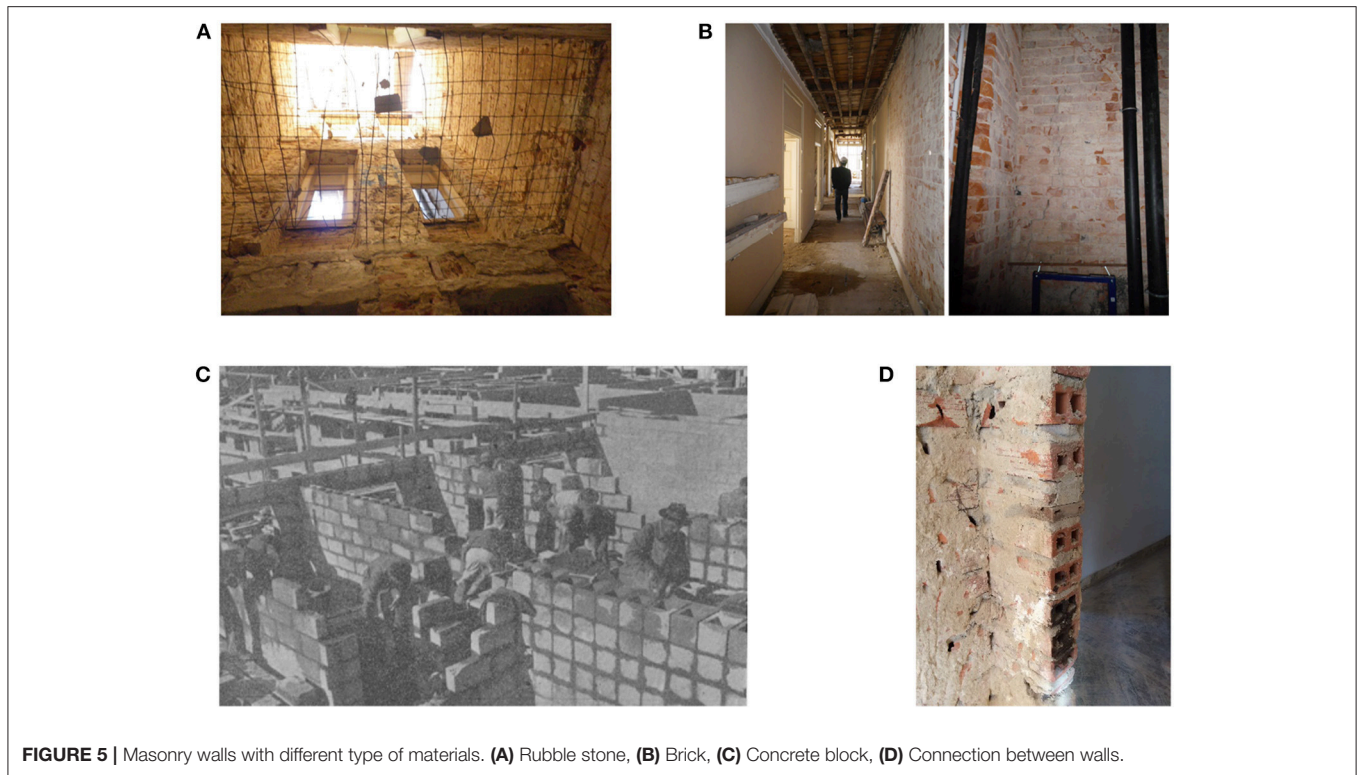 A
B
C
D
FIGURE 5 | Masonry walls with different type of materials. (A) Rubble stone, (B) Brick, (C) Concrete block, (D) Connection between walls.